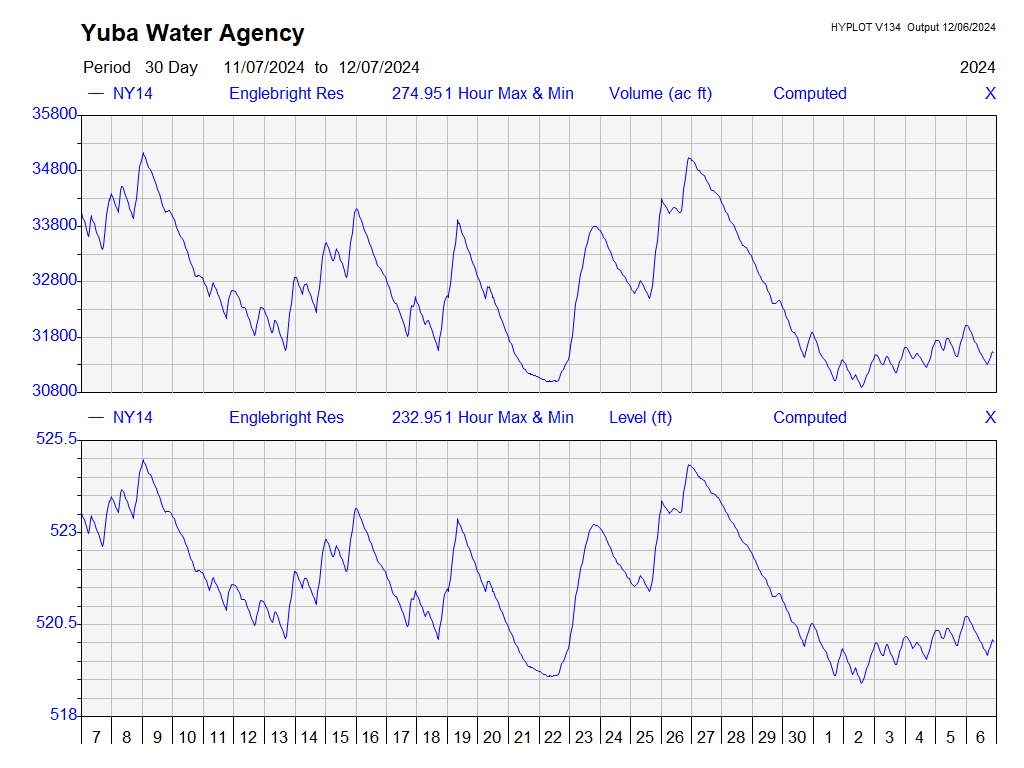 Yuba Water Agency
HYPLOT V134 Output 12/06/2024
Period 30 Day 11/07/2024 to 12/07/2024
2024
— NY14 Englebright Res 274.951 Hour Max & Min Volume (ac ft) Computed X
35800
34800
33800
32800
31800
30800
— NY14 Englebright Res 232.951 Hour Max & Min Level (ft) Computed X
525.5
523
520.5
518
7 8 9 10 11 12 13 14 15 16 17 18 19 20 21 22 23 24 25 26 27 28 29 30 1 2 3 4 5 6